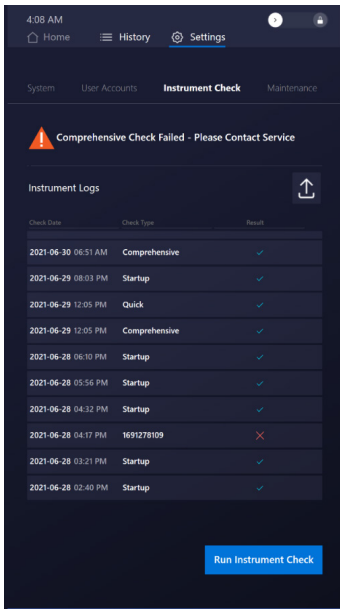 4:08 AM
Home History Settings
System User Accounts Instrument Check Maintenance
Comprehensive Check Failed - Please Contact Service
Instrument Logs
Check Date Check Type Result
2021-06-30 06:51 AM Comprehensive
2021-06-29 08:03 PM Startup
2021-06-29 12:05 PM Quick
2021-06-29 12:05 PM Comprehensive
2021-06-28 06:10 PM Startup
2021-06-28 05:56 PM Startup
2021-06-28 04:32 PM Startup
2021-06-28 04:17 PM 1691278109
2021-06-28 03:21 PM Startup
2021-06-28 02:40 PM Startup
Run Instrument Check